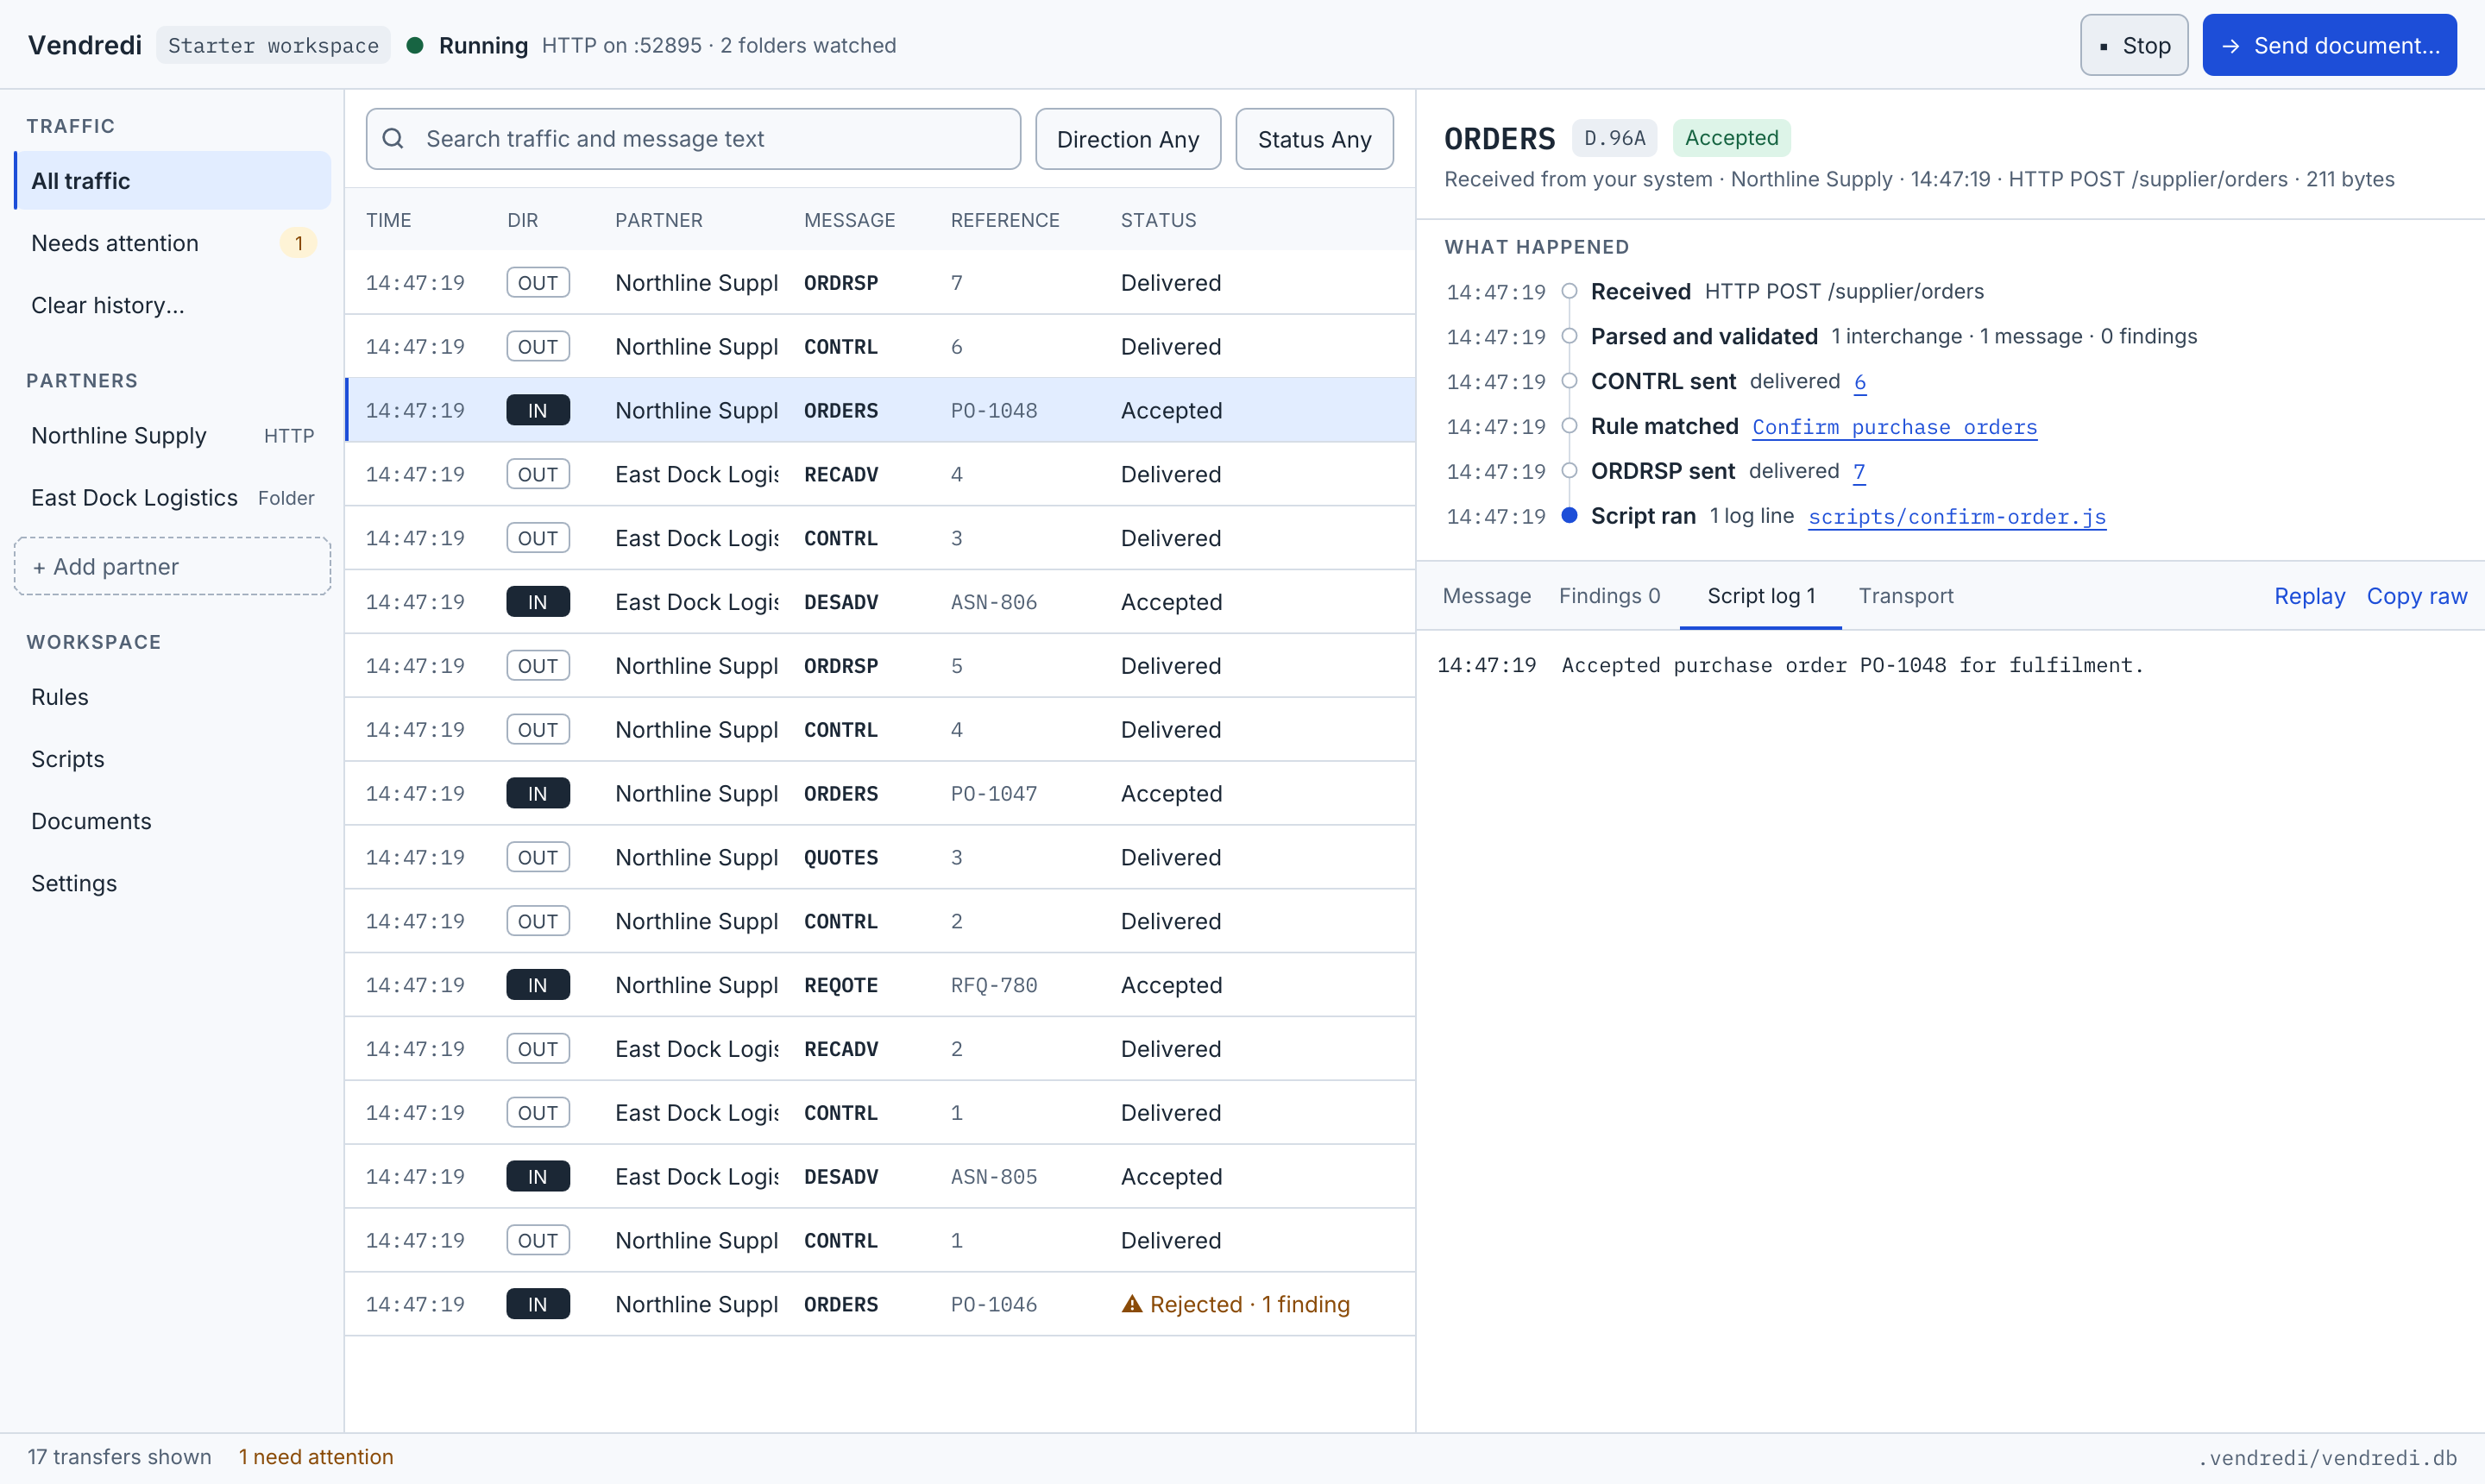 Vendredi Starter workspace Running HTTP on :52895 · 2 folders watched Stop → Send document...
TRAFFIC
All traffic
Needs attention 1
Clear history...
PARTNERS
Northline Supply HTTP
East Dock Logistics Folder
+ Add partner
WORKSPACE
Rules
Scripts
Documents
Settings
Search traffic and message text Direction Any Status Any
TIME DIR PARTNER MESSAGE REFERENCE STATUS
14:47:19 OUT Northline Suppl ORDRSP 7 Delivered
14:47:19 OUT Northline Suppl CONTRL 6 Delivered
14:47:19 IN Northline Suppl ORDERS PO-1048 Accepted
14:47:19 OUT East Dock Logis RECADV 4 Delivered
14:47:19 OUT East Dock Logis CONTRL 3 Delivered
14:47:19 IN East Dock Logis DESADV ASN-806 Accepted
14:47:19 OUT Northline Suppl ORDRSP 5 Delivered
14:47:19 OUT Northline Suppl CONTRL 4 Delivered
14:47:19 IN Northline Suppl ORDERS PO-1047 Accepted
14:47:19 OUT Northline Suppl QUOTES 3 Delivered
14:47:19 OUT Northline Suppl CONTRL 2 Delivered
14:47:19 IN Northline Suppl REQOTE RFQ-780 Accepted
14:47:19 OUT East Dock Logis RECADV 2 Delivered
14:47:19 OUT East Dock Logis CONTRL 1 Delivered
14:47:19 IN East Dock Logis DESADV ASN-805 Accepted
14:47:19 OUT Northline Suppl CONTRL 1 Delivered
14:47:19 IN Northline Suppl ORDERS PO-1046 Rejected · 1 finding
ORDERS D.96A Accepted
Received from your system · Northline Supply · 14:47:19 · HTTP POST /supplier/orders · 211 bytes
WHAT HAPPENED
14:47:19 Received HTTP POST /supplier/orders
14:47:19 Parsed and validated 1 interchange · 1 message · 0 findings
14:47:19 CONTRL sent delivered 6
14:47:19 Rule matched Confirm purchase orders
14:47:19 ORDRSP sent delivered 7
14:47:19 Script ran 1 log line scripts/confirm-order.js
Message Findings 0 Script log 1 Transport Replay Copy raw
14:47:19 Accepted purchase order PO-1048 for fulfilment.
17 transfers shown 1 need attention .vendredi/vendredi.db